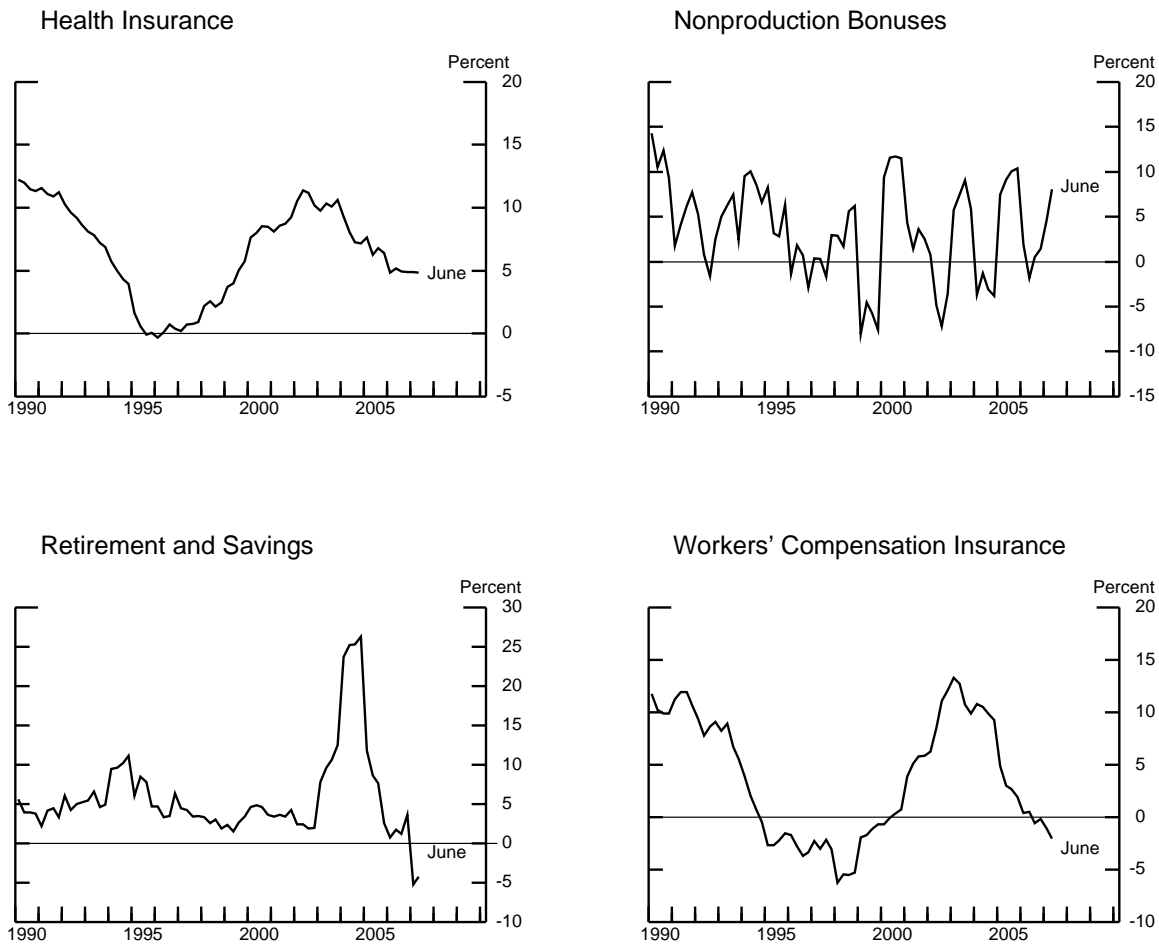 Health Insurance
Percent
20
15
10
5
0
-5
June
1990 1995 2000 2005
Nonproduction Bonuses
Percent
20
15
10
5
0
-5
-10
-15
June
1990 1995 2000 2005
Retirement and Savings
Percent
30
25
20
15
10
5
0
-5
-10
June
1990 1995 2000 2005
Workers’ Compensation Insurance
Percent
20
15
10
5
0
-5
-10
June
1990 1995 2000 2005